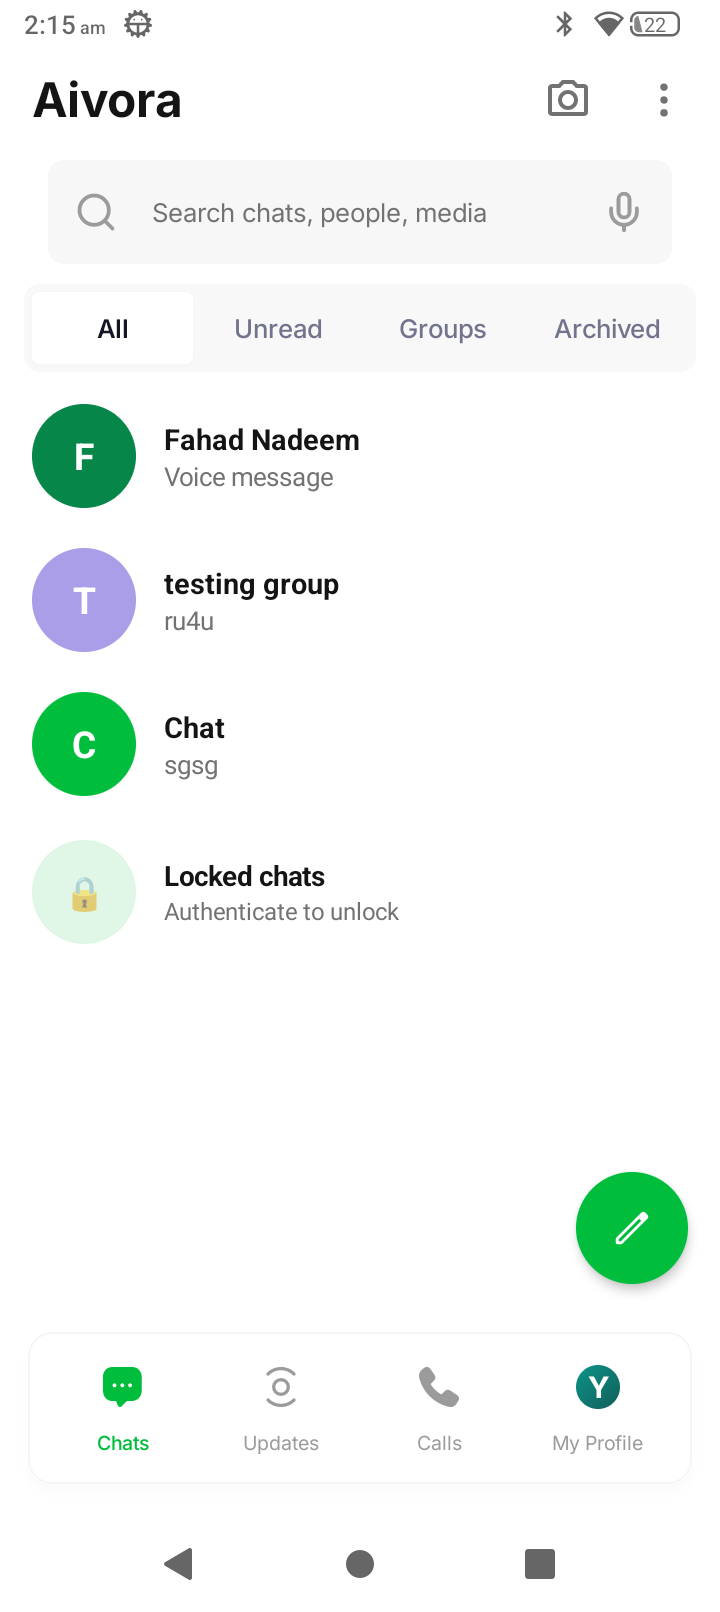 2:15 am
22
Aivora
Search chats, people, media
All Unread Groups Archived
F
Fahad Nadeem
Voice message
T
testing group
ru4u
C
Chat
sgsg
Locked chats
Authenticate to unlock
Y
Chats Updates Calls My Profile